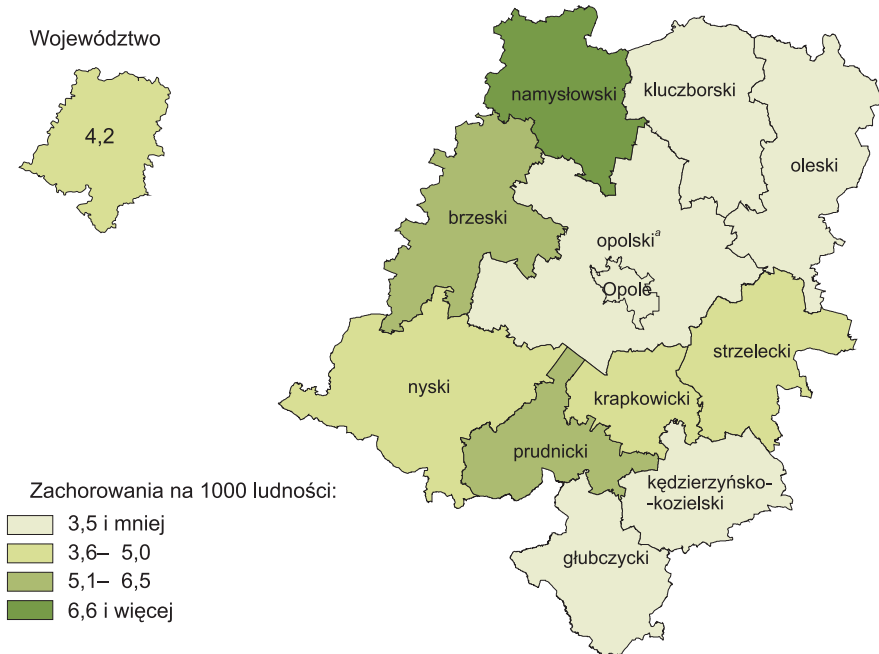 Województwo
4,2
namysłowski
kluczborski
oleski
brzeski
opolskiᵃ
Opole
strzelecki
nyski
krapkowicki
prudnicki
kędzierzyńsko-
-kozielski
głubczycki
Zachorowania na 1000 ludności:
3,5 i mniej
3,6– 5,0
5,1– 6,5
6,6 i więcej